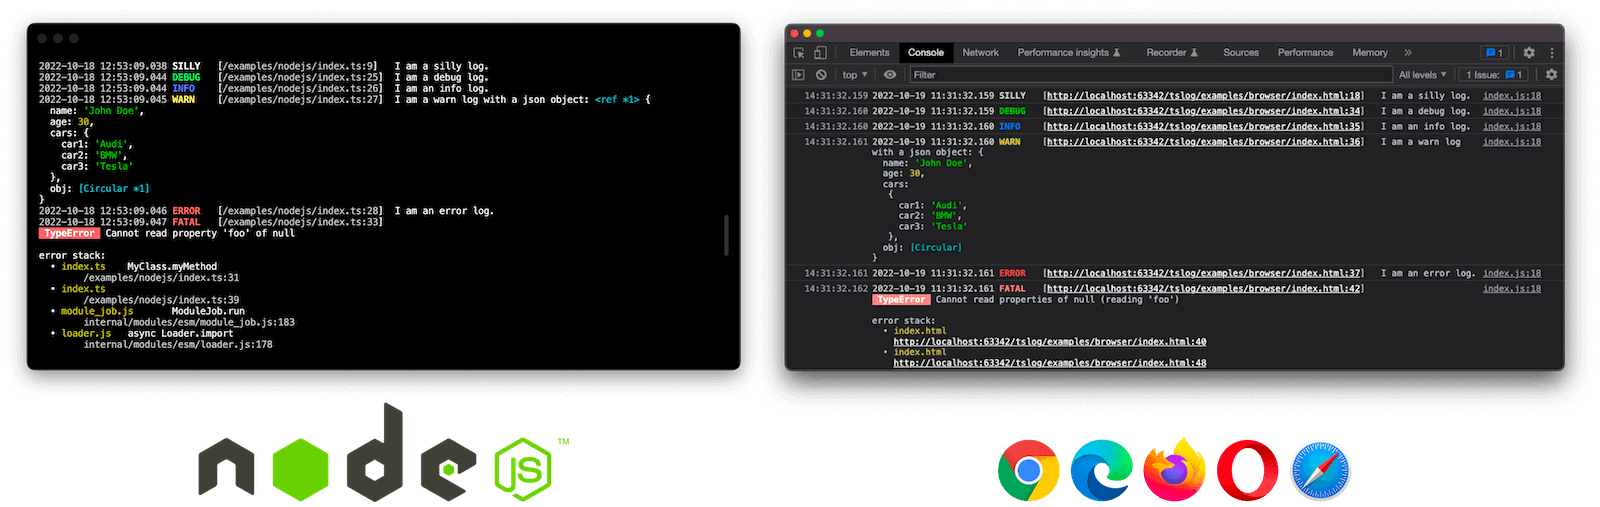 2022-10-18 12:53:09.038 SILLY [/examples/nodejs/index.ts:9] I am a silly log.
2022-10-18 12:53:09.044 DEBUG [/examples/nodejs/index.ts:25] I am a debug log.
2022-10-18 12:53:09.044 INFO [/examples/nodejs/index.ts:26] I am an info log.
2022-10-18 12:53:09.045 WARN [/examples/nodejs/index.ts:27] I am a warn log with a json object: <ref *1> {
name: 'John Doe',
age: 30,
cars: {
car1: 'Audi',
car2: 'BMW',
car3: 'Tesla'
},
obj: [Circular *1]
}
2022-10-18 12:53:09.046 ERROR [/examples/nodejs/index.ts:28] I am an error log.
2022-10-18 12:53:09.047 FATAL [/examples/nodejs/index.ts:33]
TypeError Cannot read property 'foo' of null
error stack:
• index.ts MyClass.myMethod
/examples/nodejs/index.ts:31
• index.ts
/examples/nodejs/index.ts:39
• module_job.js ModuleJob.run
internal/modules/esm/module_job.js:183
• loader.js async Loader.import
internal/modules/esm/loader.js:178
node JS ™
Elements Console Network Performance insights Recorder Sources Performance Memory » 1
top Filter All levels 1 Issue: 1
14:31:32.159 2022-10-19 11:31:32.159 SILLY [http://localhost:63342/tslog/examples/browser/index.html:18] I am a silly log. index.js:18
14:31:32.160 2022-10-19 11:31:32.159 DEBUG [http://localhost:63342/tslog/examples/browser/index.html:34] I am a debug log. index.js:18
14:31:32.160 2022-10-19 11:31:32.160 INFO [http://localhost:63342/tslog/examples/browser/index.html:35] I am an info log. index.js:18
14:31:32.161 2022-10-19 11:31:32.160 WARN [http://localhost:63342/tslog/examples/browser/index.html:36] I am a warn log index.js:18
with a json object: {
name: 'John Doe',
age: 30,
cars:
{
car1: 'Audi',
car2: 'BMW',
car3: 'Tesla'
},
obj: [Circular]
}
14:31:32.161 2022-10-19 11:31:32.161 ERROR [http://localhost:63342/tslog/examples/browser/index.html:37] I am an error log. index.js:18
14:31:32.162 2022-10-19 11:31:32.161 FATAL [http://localhost:63342/tslog/examples/browser/index.html:42] index.js:18
TypeError Cannot read properties of null (reading 'foo')
error stack:
• index.html
http://localhost:63342/tslog/examples/browser/index.html:40
• index.html
http://localhost:63342/tslog/examples/browser/index.html:48